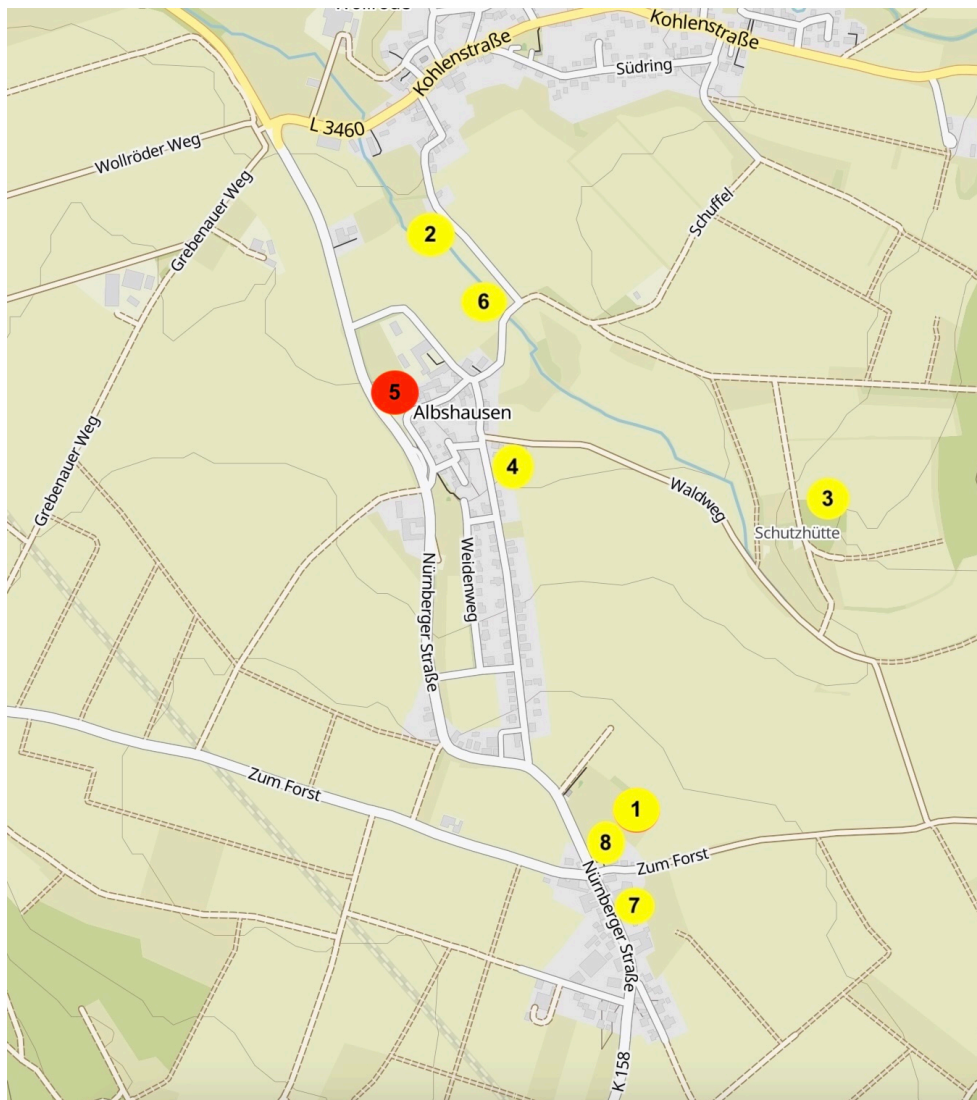 Kohlenstraße
Kohlenstraße
Südring
L 3460
Wollröder Weg
Grebenauer Weg
Schuffel
2
6
5
Albshausen
4
Grebenauer Weg
Waldweg
3
Schutzhütte
Weidenweg
Nürnberger Straße
Zum Forst
1
8
Zum Forst
7
Nürnberger Straße
K 158